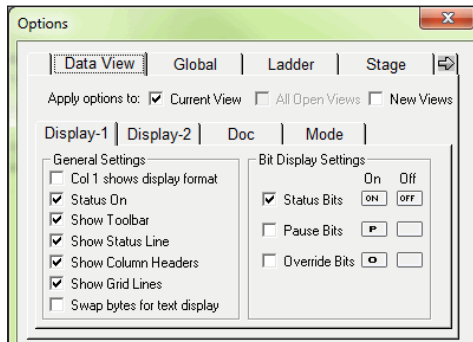 Options
Data View Global Ladder Stage
Apply options to: Current View All Open Views New Views
Display-1 Display-2 Doc Mode
General Settings
Col 1 shows display format
Status On
Show Toolbar
Show Status Line
Show Column Headers
Show Grid Lines
Swap bytes for text display
Bit Display Settings
On Off
Status Bits ON OFF
Pause Bits P
Override Bits O